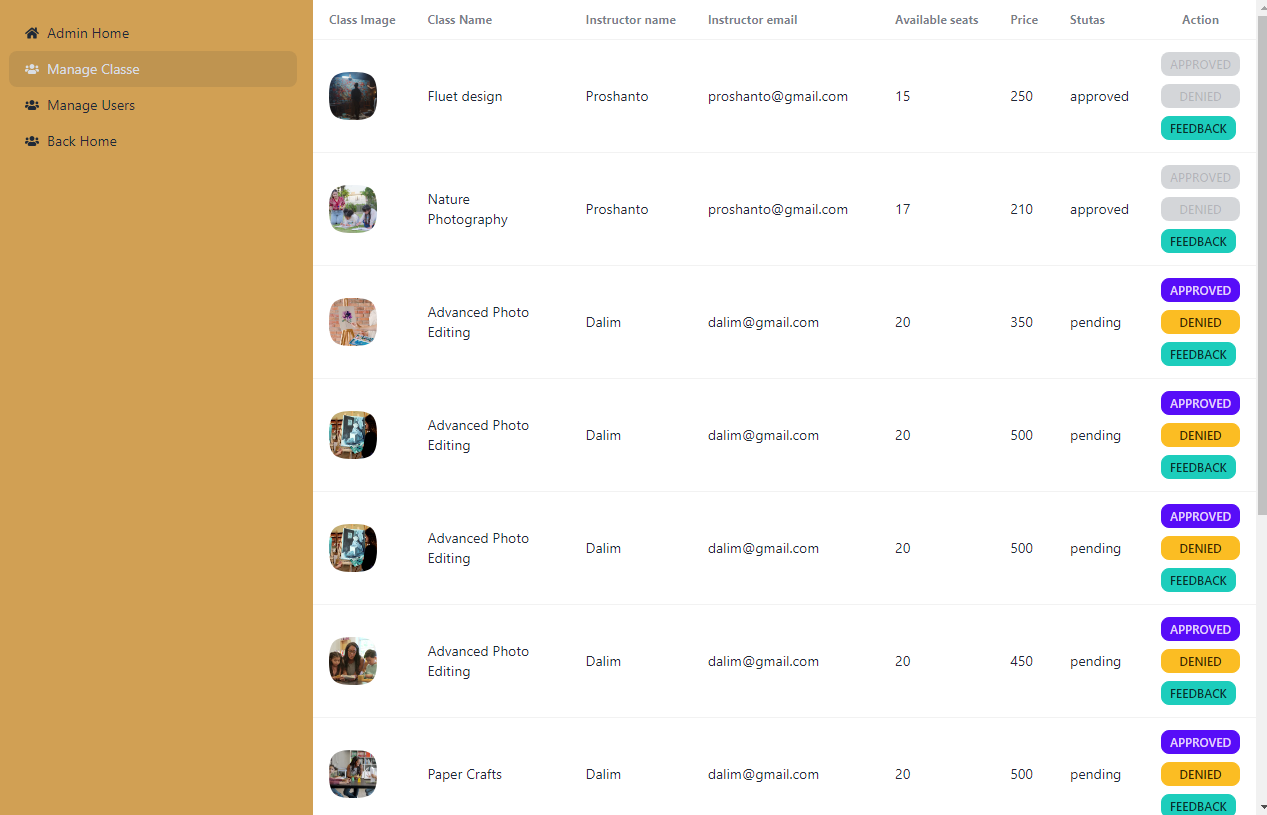 Admin Home
Manage Classe
Manage Users
Back Home
Class Image Class Name Instructor name Instructor email Available seats Price Stutas Action
Fluet design Proshanto proshanto@gmail.com 15 250 approved
APPROVED
DENIED
FEEDBACK
Nature
Photography
Proshanto proshanto@gmail.com 17 210 approved
APPROVED
DENIED
FEEDBACK
Advanced Photo
Editing
Dalim dalim@gmail.com 20 350 pending
APPROVED
DENIED
FEEDBACK
Advanced Photo
Editing
Dalim dalim@gmail.com 20 500 pending
APPROVED
DENIED
FEEDBACK
Advanced Photo
Editing
Dalim dalim@gmail.com 20 500 pending
APPROVED
DENIED
FEEDBACK
Advanced Photo
Editing
Dalim dalim@gmail.com 20 450 pending
APPROVED
DENIED
FEEDBACK
Paper Crafts Dalim dalim@gmail.com 20 500 pending
APPROVED
DENIED
FEEDBACK